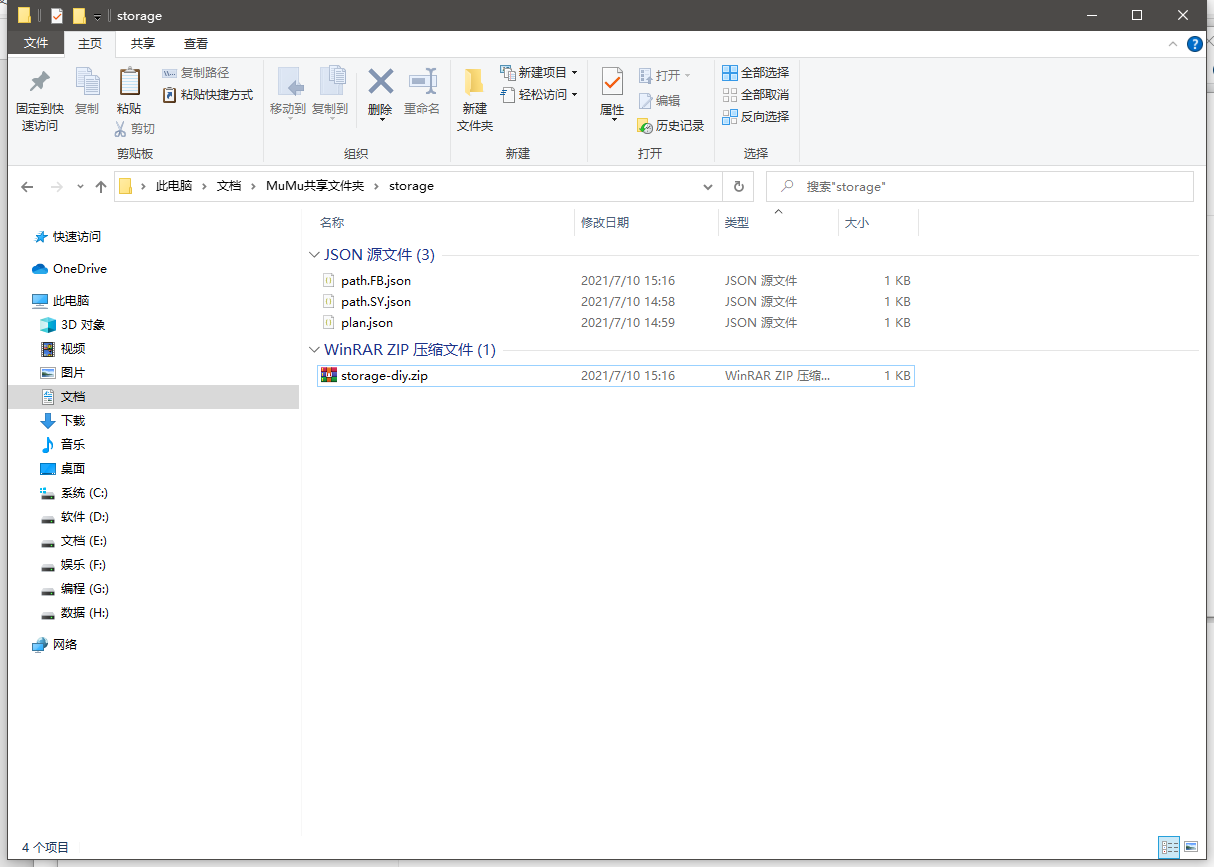 storage
文件 主页 共享 查看
固定到快速访问
复制
粘贴
复制路径
粘贴快捷方式
剪切
剪贴板
移动到
复制到
删除
重命名
组织
新建文件夹
新建项目
轻松访问
新建
属性
打开
编辑
历史记录
打开
全部选择
全部取消
反向选择
选择
此电脑 文档 MuMu共享文件夹 storage
搜索"storage"
快速访问
OneDrive
此电脑
3D 对象
视频
图片
文档
下载
音乐
桌面
系统 (C:)
软件 (D:)
文档 (E:)
娱乐 (F:)
编程 (G:)
数据 (H:)
网络
名称 修改日期 类型 大小
JSON 源文件 (3)
path.FB.json 2021/7/10 15:16 JSON 源文件 1 KB
path.SY.json 2021/7/10 14:58 JSON 源文件 1 KB
plan.json 2021/7/10 14:59 JSON 源文件 1 KB
WinRAR ZIP 压缩文件 (1)
storage-diy.zip 2021/7/10 15:16 WinRAR ZIP 压缩... 1 KB
4 个项目